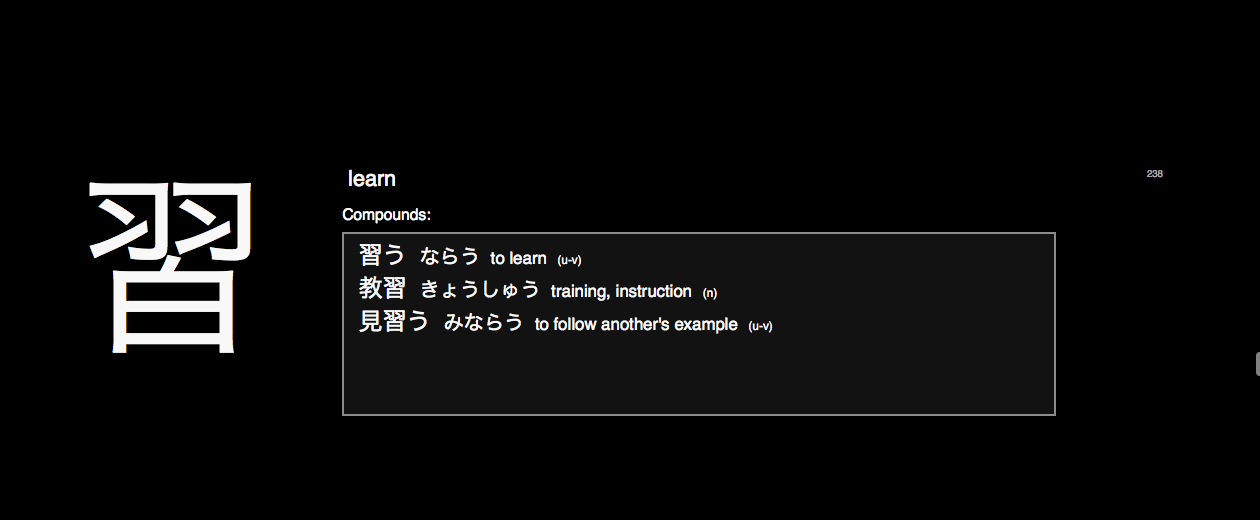 習
learn
238
Compounds:
習う ならう to learn (u-v)
教習 きょうしゅう training, instruction (n)
見習う みならう to follow another's example (u-v)